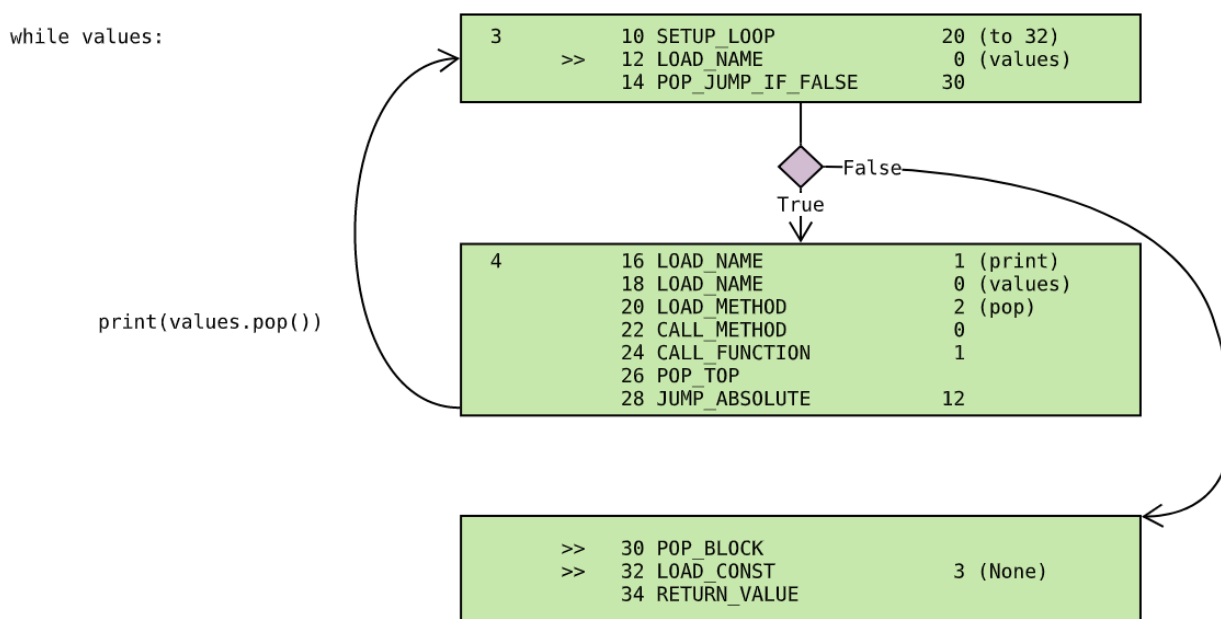 while values:
3 10 SETUP_LOOP 20 (to 32)
>> 12 LOAD_NAME 0 (values)
14 POP_JUMP_IF_FALSE 30
False
True
4 16 LOAD_NAME 1 (print)
18 LOAD_NAME 0 (values)
20 LOAD_METHOD 2 (pop)
print(values.pop())
22 CALL_METHOD 0
24 CALL_FUNCTION 1
26 POP_TOP
28 JUMP_ABSOLUTE 12
>> 30 POP_BLOCK
>> 32 LOAD_CONST 3 (None)
34 RETURN_VALUE